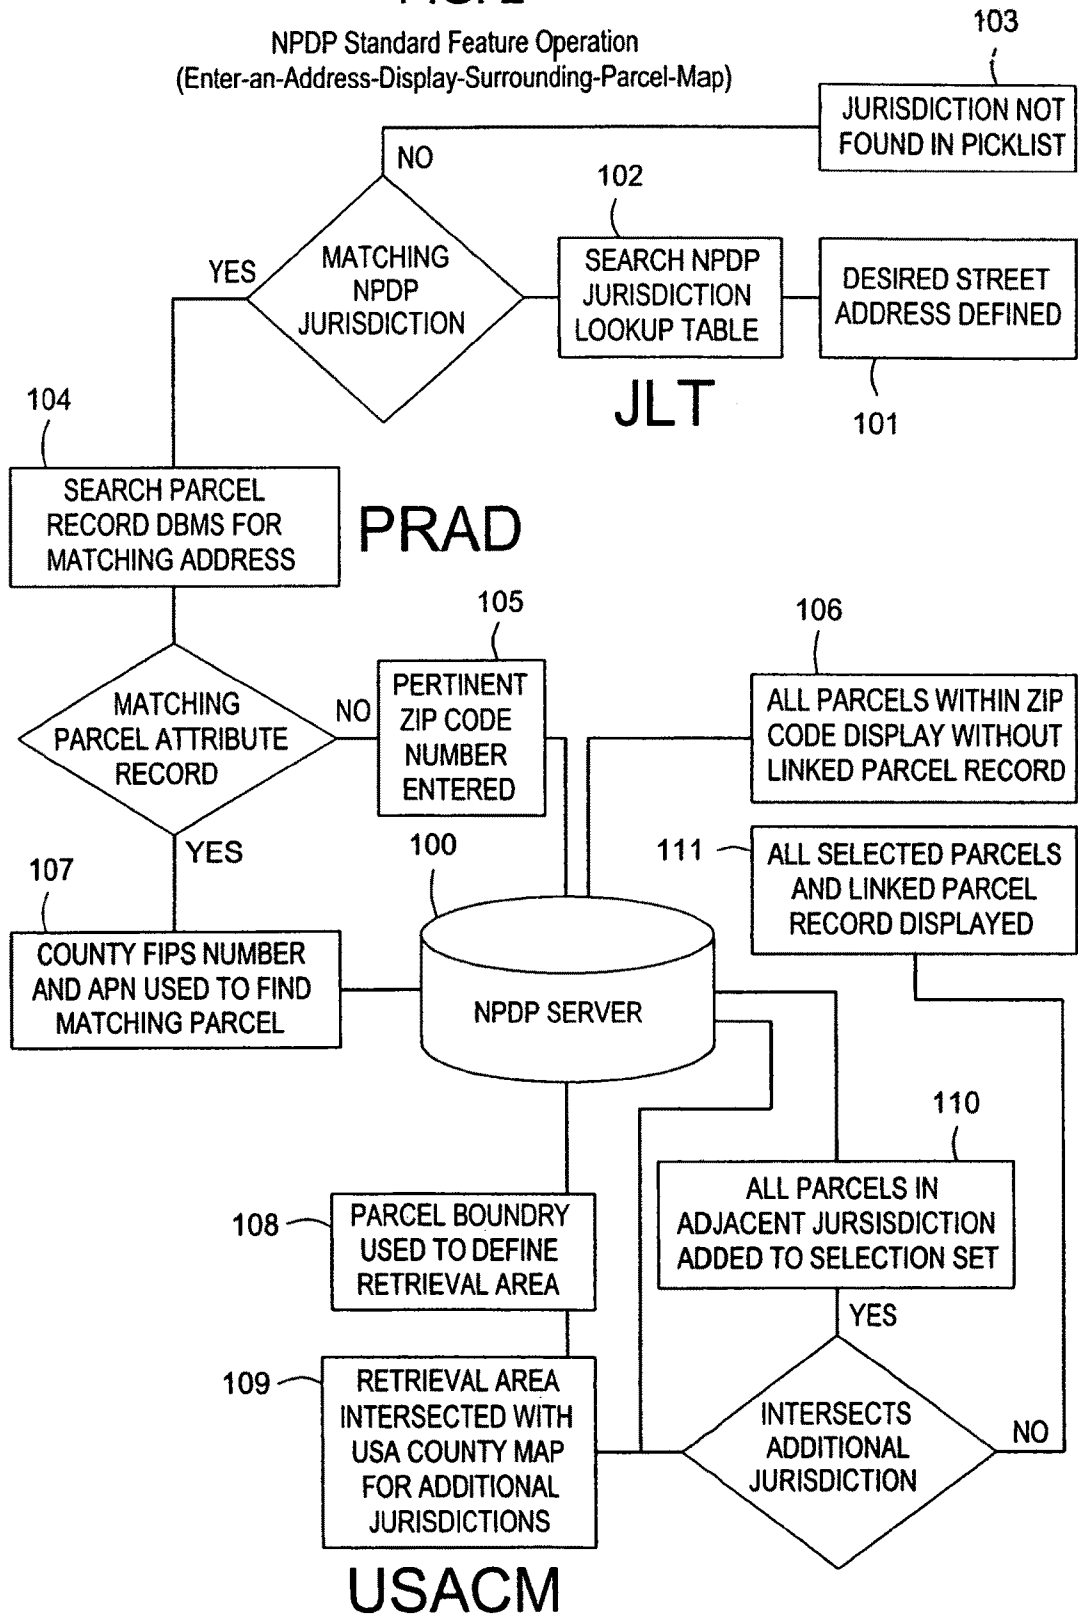 NPDP Standard Feature Operation
(Enter-an-Address-Display-Surrounding-Parcel-Map)
103
JURISDICTION NOT
FOUND IN PICKLIST
NO
102
YES
MATCHING
NPDP
JURISDICTION
SEARCH NPDP
JURISDICTION
LOOKUP TABLE
DESIRED STREET
ADDRESS DEFINED
JLT
101
104
SEARCH PARCEL
RECORD DBMS FOR
MATCHING ADDRESS
PRAD
105
106
MATCHING
PARCEL ATTRIBUTE
RECORD
NO
PERTINENT
ZIP CODE
NUMBER
ENTERED
ALL PARCELS WITHIN ZIP
CODE DISPLAY WITHOUT
LINKED PARCEL RECORD
YES
100
111
ALL SELECTED PARCELS
AND LINKED PARCEL
RECORD DISPLAYED
107
COUNTY FIPS NUMBER
AND APN USED TO FIND
MATCHING PARCEL
NPDP SERVER
110
108
PARCEL BOUNDRY
USED TO DEFINE
RETRIEVAL AREA
ALL PARCELS IN
ADJACENT JURSISDICTION
ADDED TO SELECTION SET
YES
109
RETRIEVAL AREA
INTERSECTED WITH
USA COUNTY MAP
FOR ADDITIONAL
JURISDICTIONS
INTERSECTS
ADDITIONAL
JURISDICTION
NO
USACM